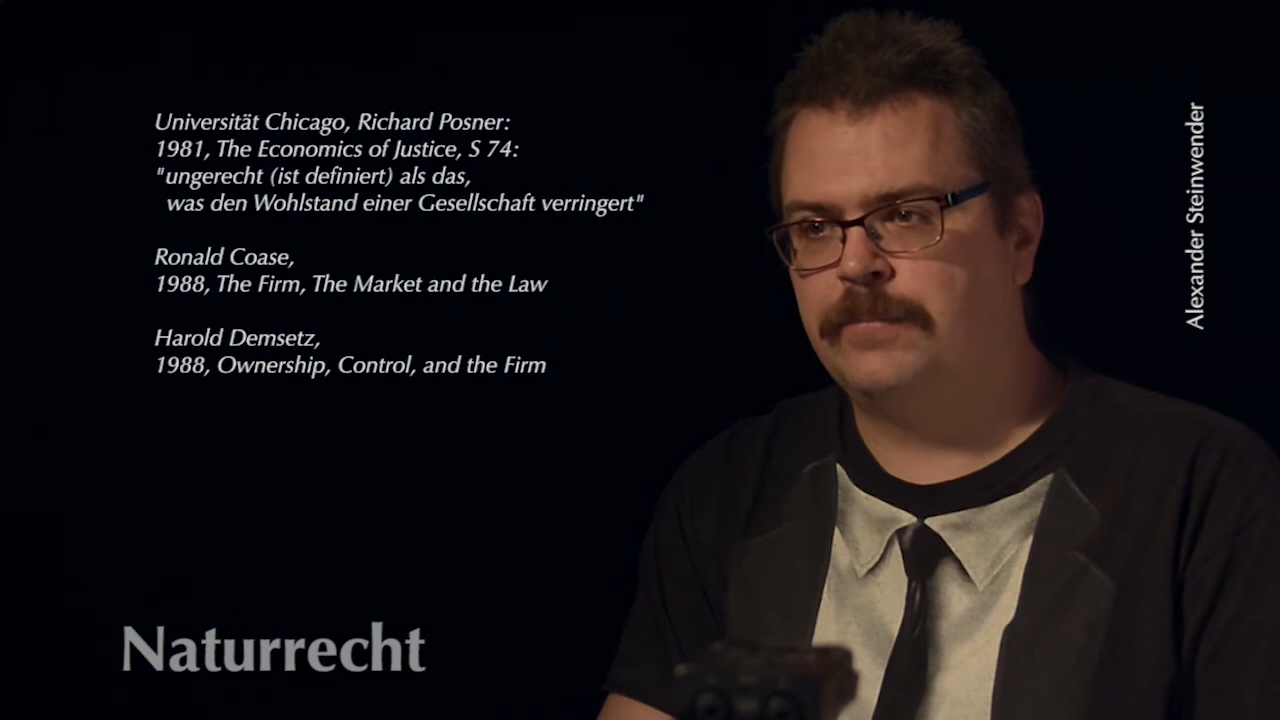 Universität Chicago, Richard Posner:
1981, The Economics of Justice, S 74:
"ungerecht (ist definiert) als das,
was den Wohlstand einer Gesellschaft verringert"
Ronald Coase,
1988, The Firm, The Market and the Law
Harold Demsetz,
1988, Ownership, Control, and the Firm
Alexander Steinwender
Naturrecht